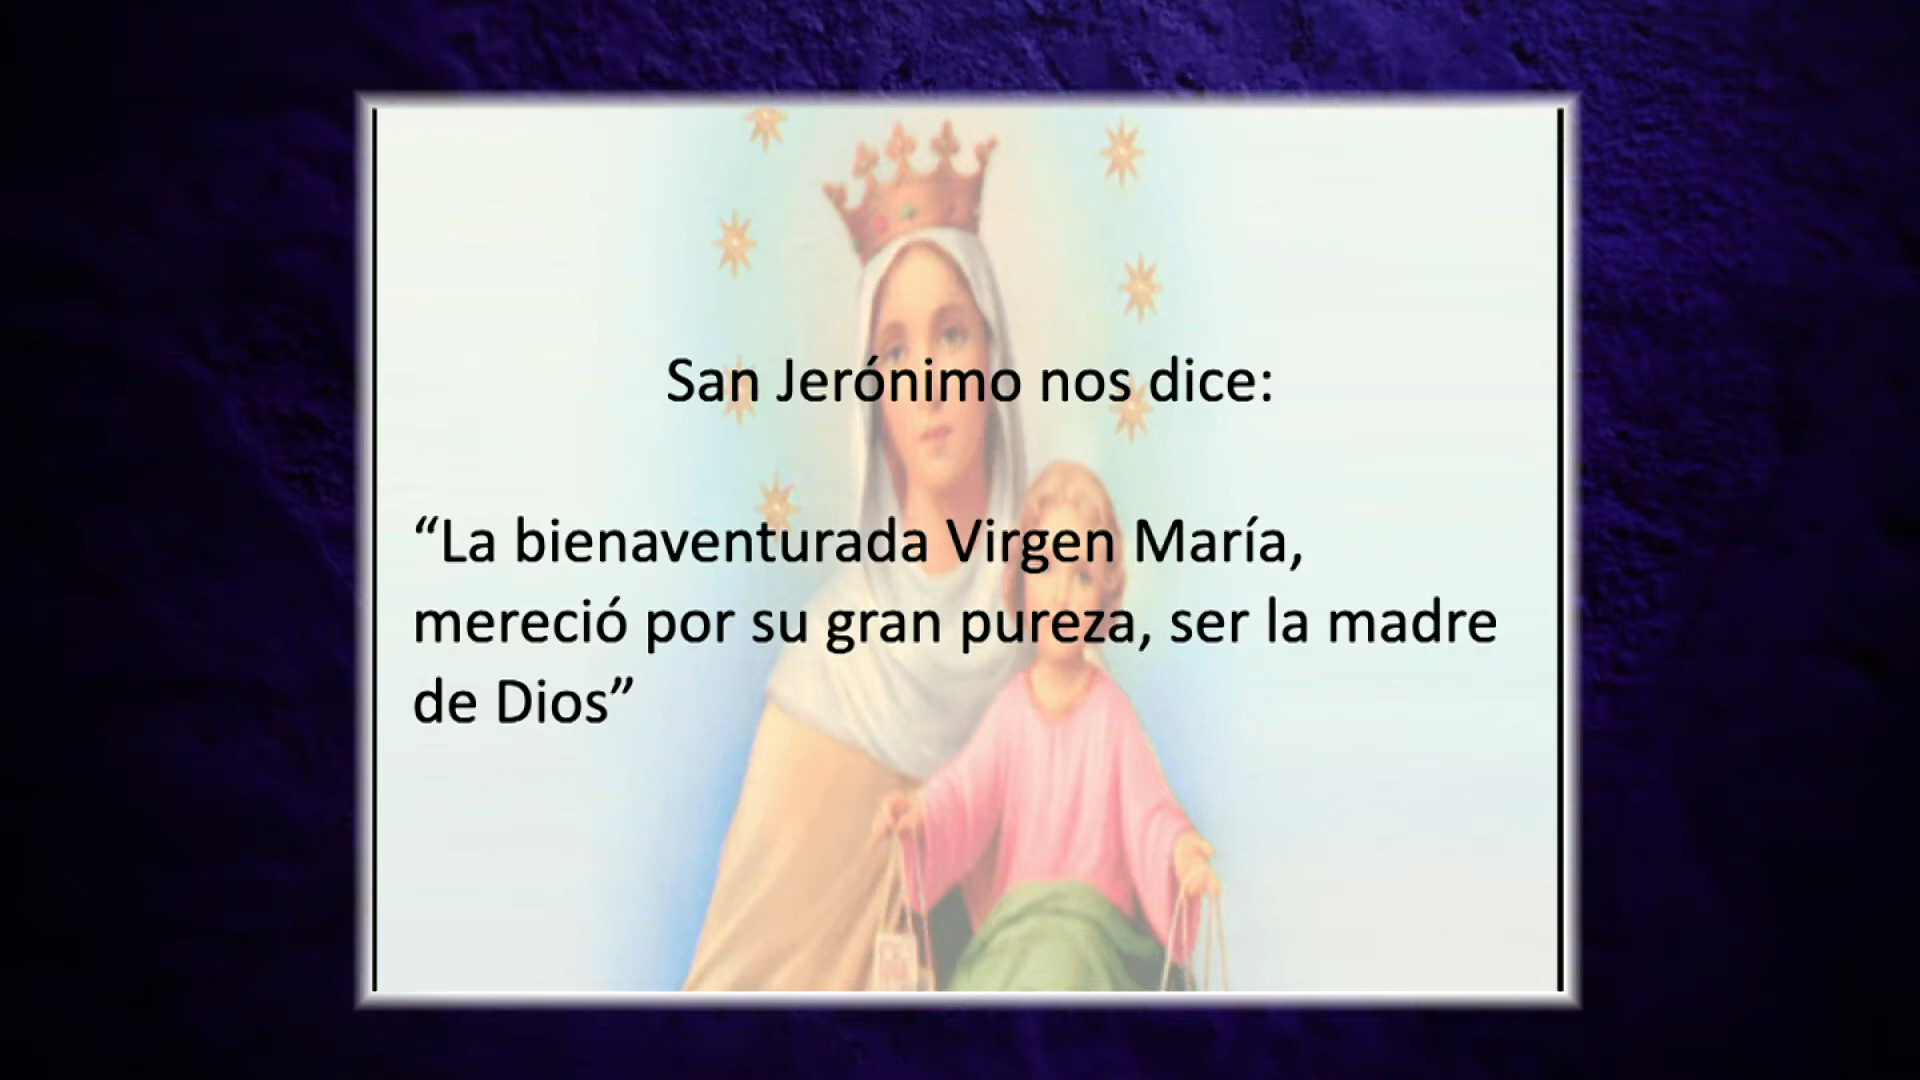 San Jerónimo nos dice:
“La bienaventurada Virgen María,
mereció por su gran pureza, ser la madre
de Dios”